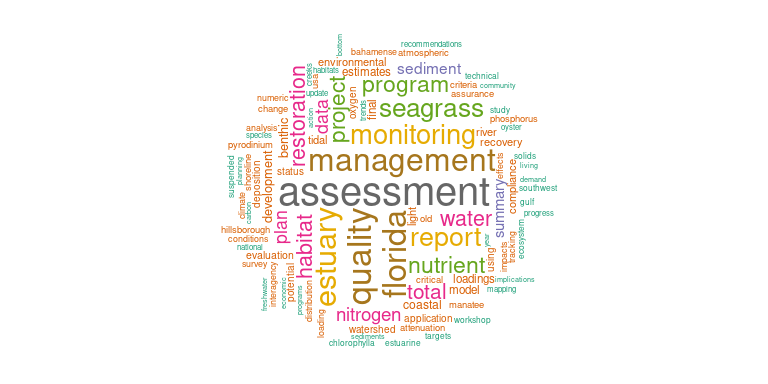 bottom
recommendations
bahamense atmospheric
environmental
creeks
habitats
estimates
sediment
technical
usa
program
criteria community
restoration
data
project
oxygen
numeric
update
assurance
change
action
trends
final
seagrass
study
phosphorus
analysis
species
benthic
tidal
monitoring
river
oyster
recovery
pyrodinium
suspended
planning
shoreline
deposition
development
status
management
effects
compliance
solids
living
demand
southwest
climate
carbon
assessment
summary
gulf
progress
hillsborough
conditions
national
plan
habitat
estuary
quality
florida
light
old
water
report
year
using
impacts
tracking
ecosystem
evaluation
survey
nutrient
freshwater
interagency
economic
potential
programs
distribution
critical
loadings
implications
total
model
mapping
coastal
manatee
loading
nitrogen
application
workshop
watershed
attenuation
sediments
targets
chlorophylla
estuarine